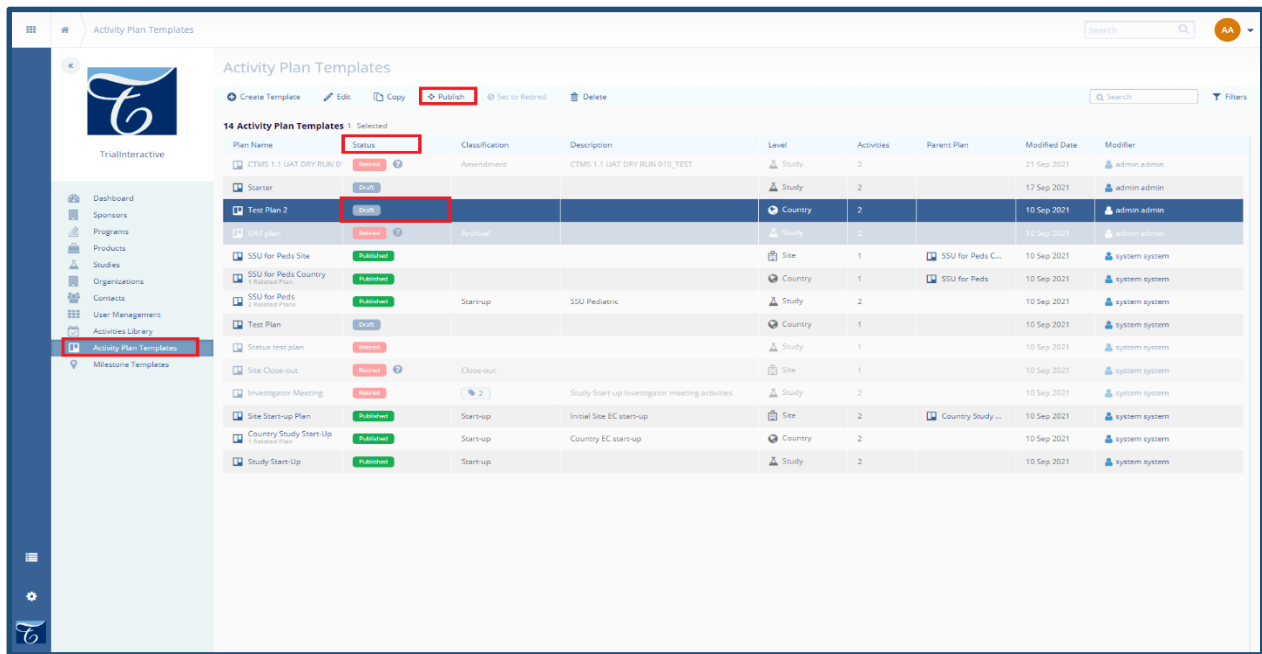 Activity Plan Templates Search AA
Activity Plan Templates
Create Template Edit Copy Publish Set to Retired Delete Search Filters
14 Activity Plan Templates 1 Selected
TrialInteractive
Dashboard
Sponsors
Programs
Products
Studies
Organizations
Contacts
User Management
Activities Library
Activity Plan Templates
Milestone Templates
Plan Name Status Classification Description Level Activities Parent Plan Modified Date Modifier
CTMS 1.1 UAT DRY RUN 0' Retired Amendment CTMS 1.1 UAT DRY RUN 010_TEST Study 2 21 Sep 2021 admin admin
Starter Draft Study 2 17 Sep 2021 admin admin
Test Plan 2 Draft Country 2 10 Sep 2021 admin admin
UAT plan Retired Archival Study 2 10 Sep 2021 admin admin
SSU for Peds Site Published Site 1 SSU for Peds C... 10 Sep 2021 system system
SSU for Peds Country Published Country 1 SSU for Peds 10 Sep 2021 system system
1 Related Plan
SSU for Peds Published Start-up SSU Pediatric Study 2 10 Sep 2021 system system
2 Related Plans
Test Plan Draft Country 1 10 Sep 2021 system system
Status test plan Retired Study 1 10 Sep 2021 system system
Site Close-out Retired Close-out Site 1 10 Sep 2021 system system
Investigator Meeting Retired 2 Study Start-up Investigator meeting activities Study 2 10 Sep 2021 system system
Site Start-up Plan Published Start-up Initial Site EC start-up Site 2 Country Study ... 10 Sep 2021 system system
Country Study Start-Up Published Start-up Country EC start-up Country 2 10 Sep 2021 system system
1 Related Plan
Study Start-Up Published Start-up Study 2 10 Sep 2021 system system